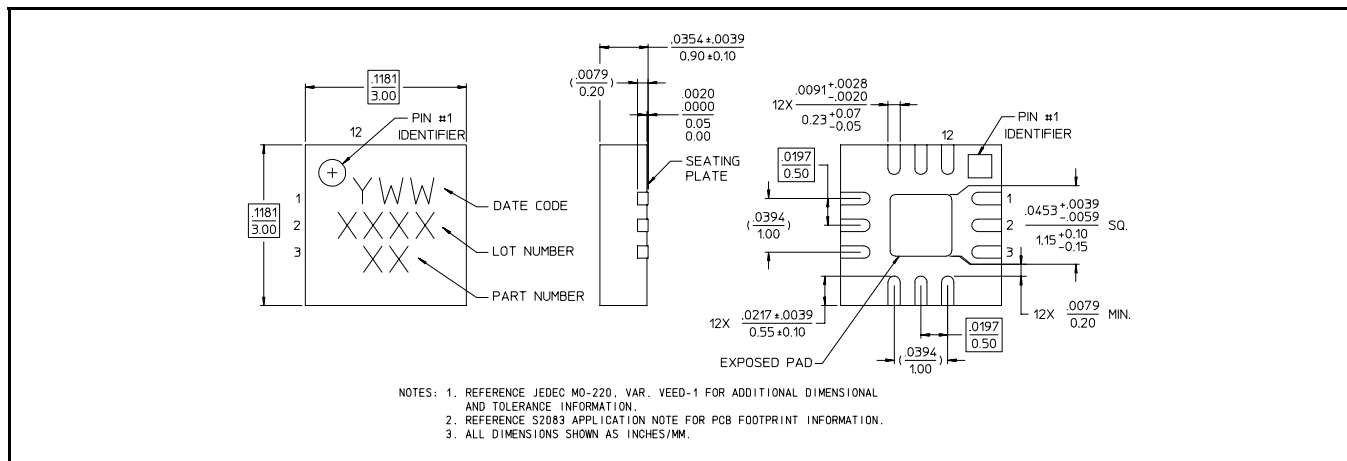 .1181
3.00
12
PIN #1
IDENTIFIER
.1181
3.00
1
2
3
+
YWW
XXXX
XX
DATE CODE
LOT NUMBER
PART NUMBER
.0354±.0039
0.90±0.10
(.0079
0.20)
.0020
.0000
0.05
0.00
SEATING
PLATE
12X .0091 +.0028
-.0020
0.23 +0.07
-0.05
12
PIN #1
IDENTIFIER
.0197
0.50
(.0394
1.00)
1
2
3
.0453 +.0039
-.0059
1.15 +0.10
-0.15
SQ.
12X .0217±.0039
0.55±0.10
12X .0079
0.20 MIN.
.0197
0.50
(.0394
1.00)
EXPOSED PAD
NOTES: 1. REFERENCE JEDEC MO-220, VAR. VEED-1 FOR ADDITIONAL DIMENSIONAL
AND TOLERANCE INFORMATION.
2. REFERENCE S2083 APPLICATION NOTE FOR PCB FOOTPRINT INFORMATION.
3. ALL DIMENSIONS SHOWN AS INCHES/MM.